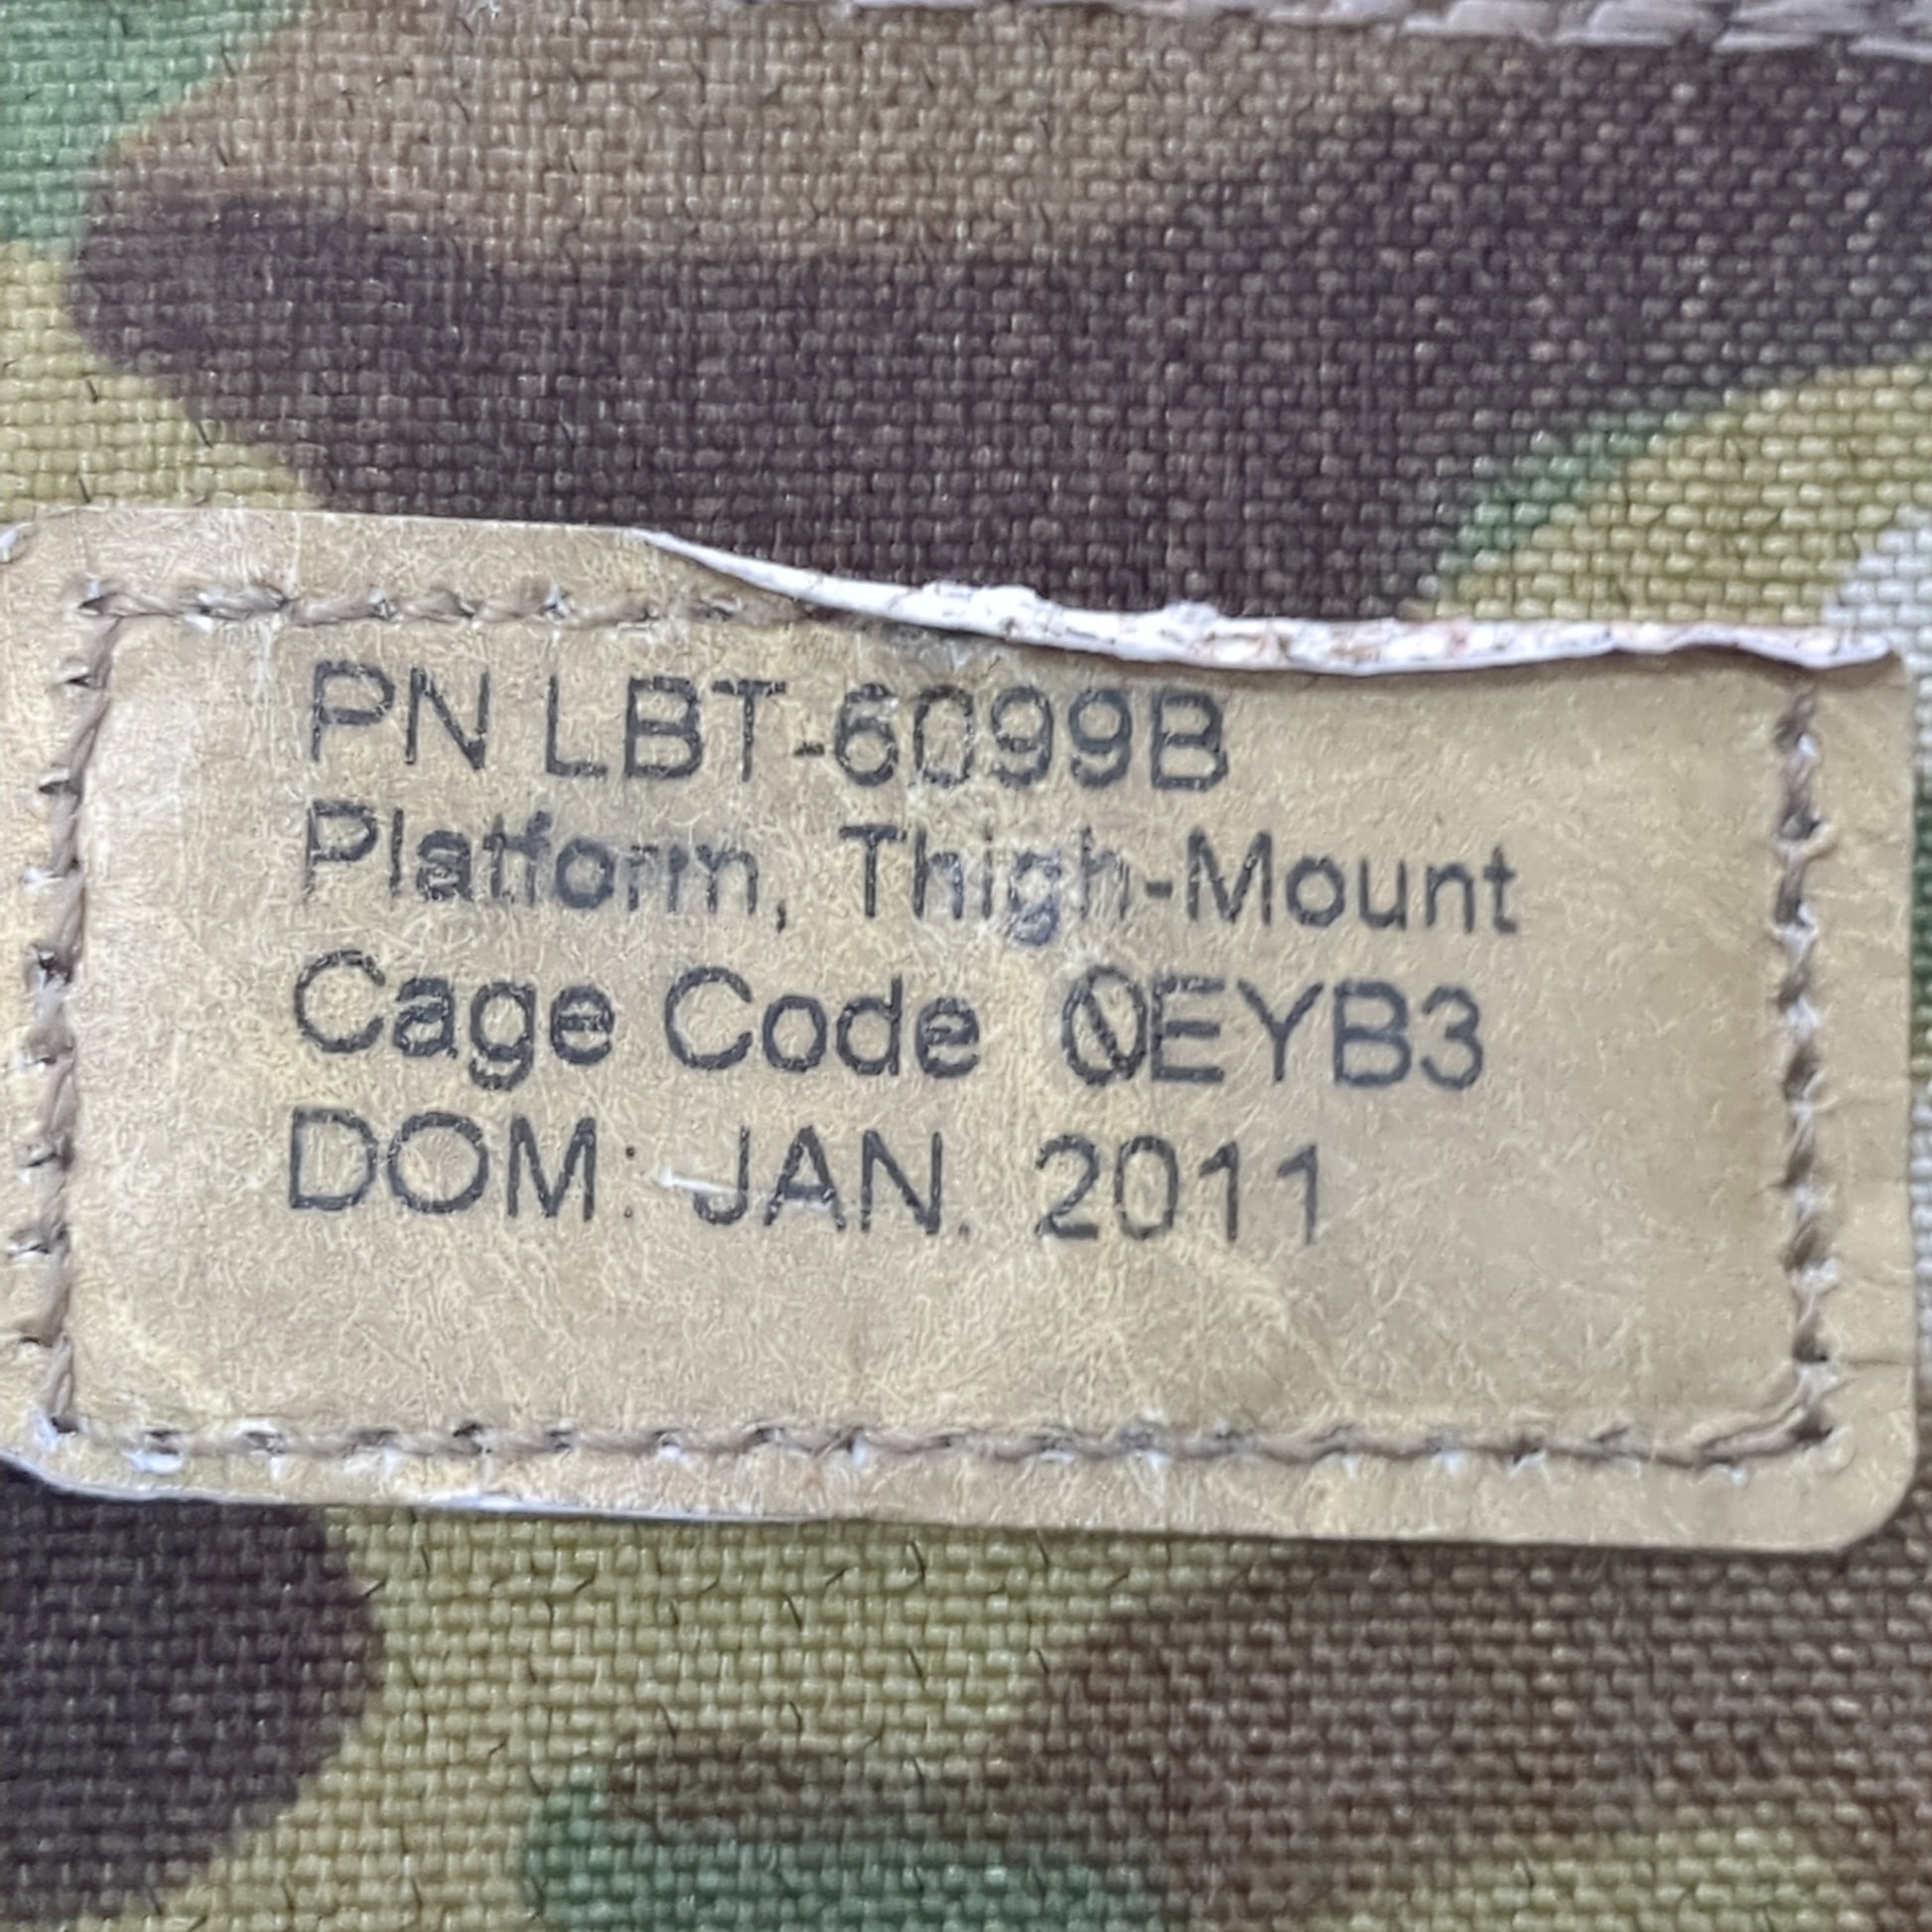 PN LBT-6099B
Platform, Thigh-Mount
Cage Code 0EYB3
DOM: JAN. 2011